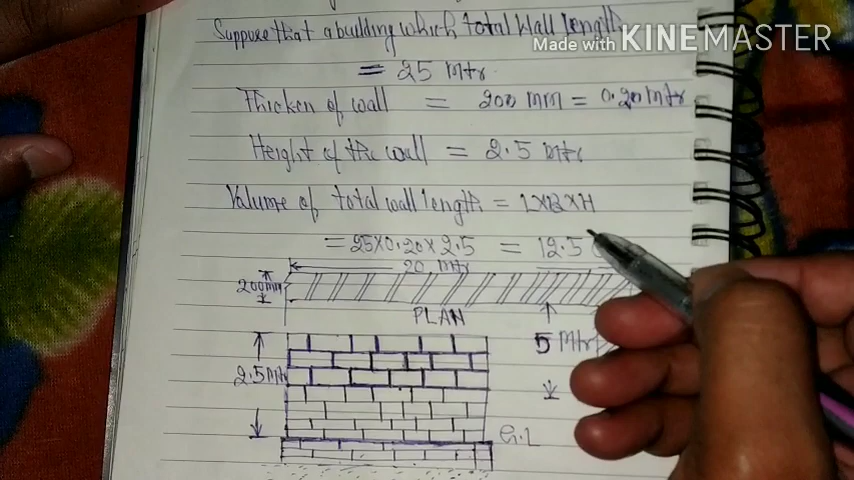 Suppose that a building which total wall length
Made with KINEMASTER
= 25 Mtr.
Thicken of wall = 200 mm = 0.20 Mtr
Height of the wall = 2.5 mtr
Valume of total wall length = L×B×H
= 25×0.20×2.5 = 12.5
20 Mtr
200mm
PLAN
5 Mtr
2.5 Mtr
G.L